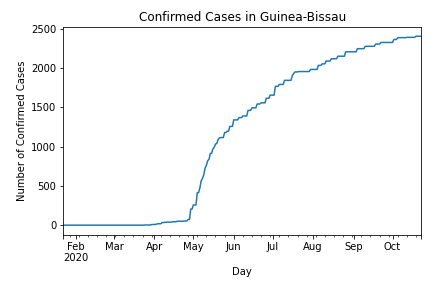 Confirmed Cases in Guinea-Bissau
2500
2000
1500
1000
500
0
Number of Confirmed Cases
Feb Mar Apr May Jun Jul Aug Sep Oct
2020
Day